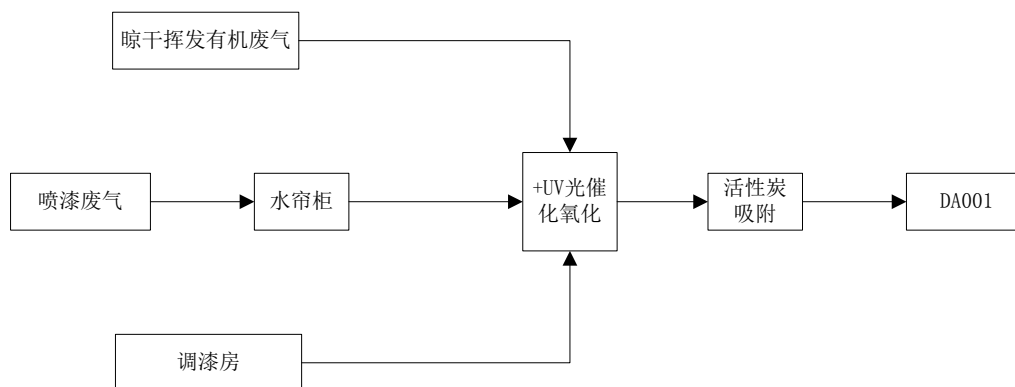 晾干挥发有机废气
喷漆废气
水帘柜
+UV光催
化氧化
活性炭
吸附
DA001
调漆房